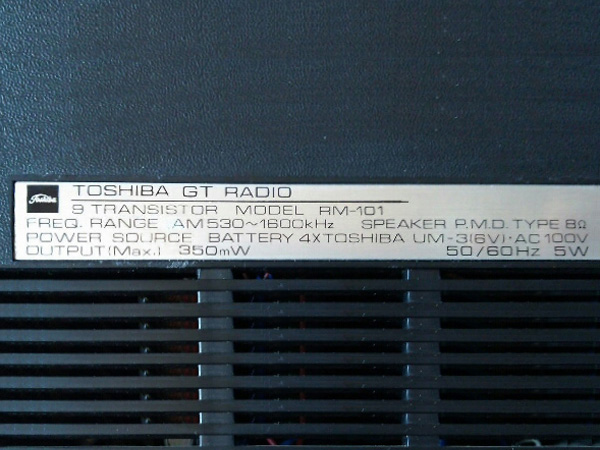 Toshiba TOSHIBA GT RADIO
9 TRANSISTOR MODEL RM-101
FREQ. RANGE AM 530~1600kHz SPEAKER P.M.D. TYPE 8Ω
POWER SOURCE BATTERY 4XTOSHIBA UM-3(6V)·AC 100V
OUTPUT(Max.) 350mW 50/60Hz 5W